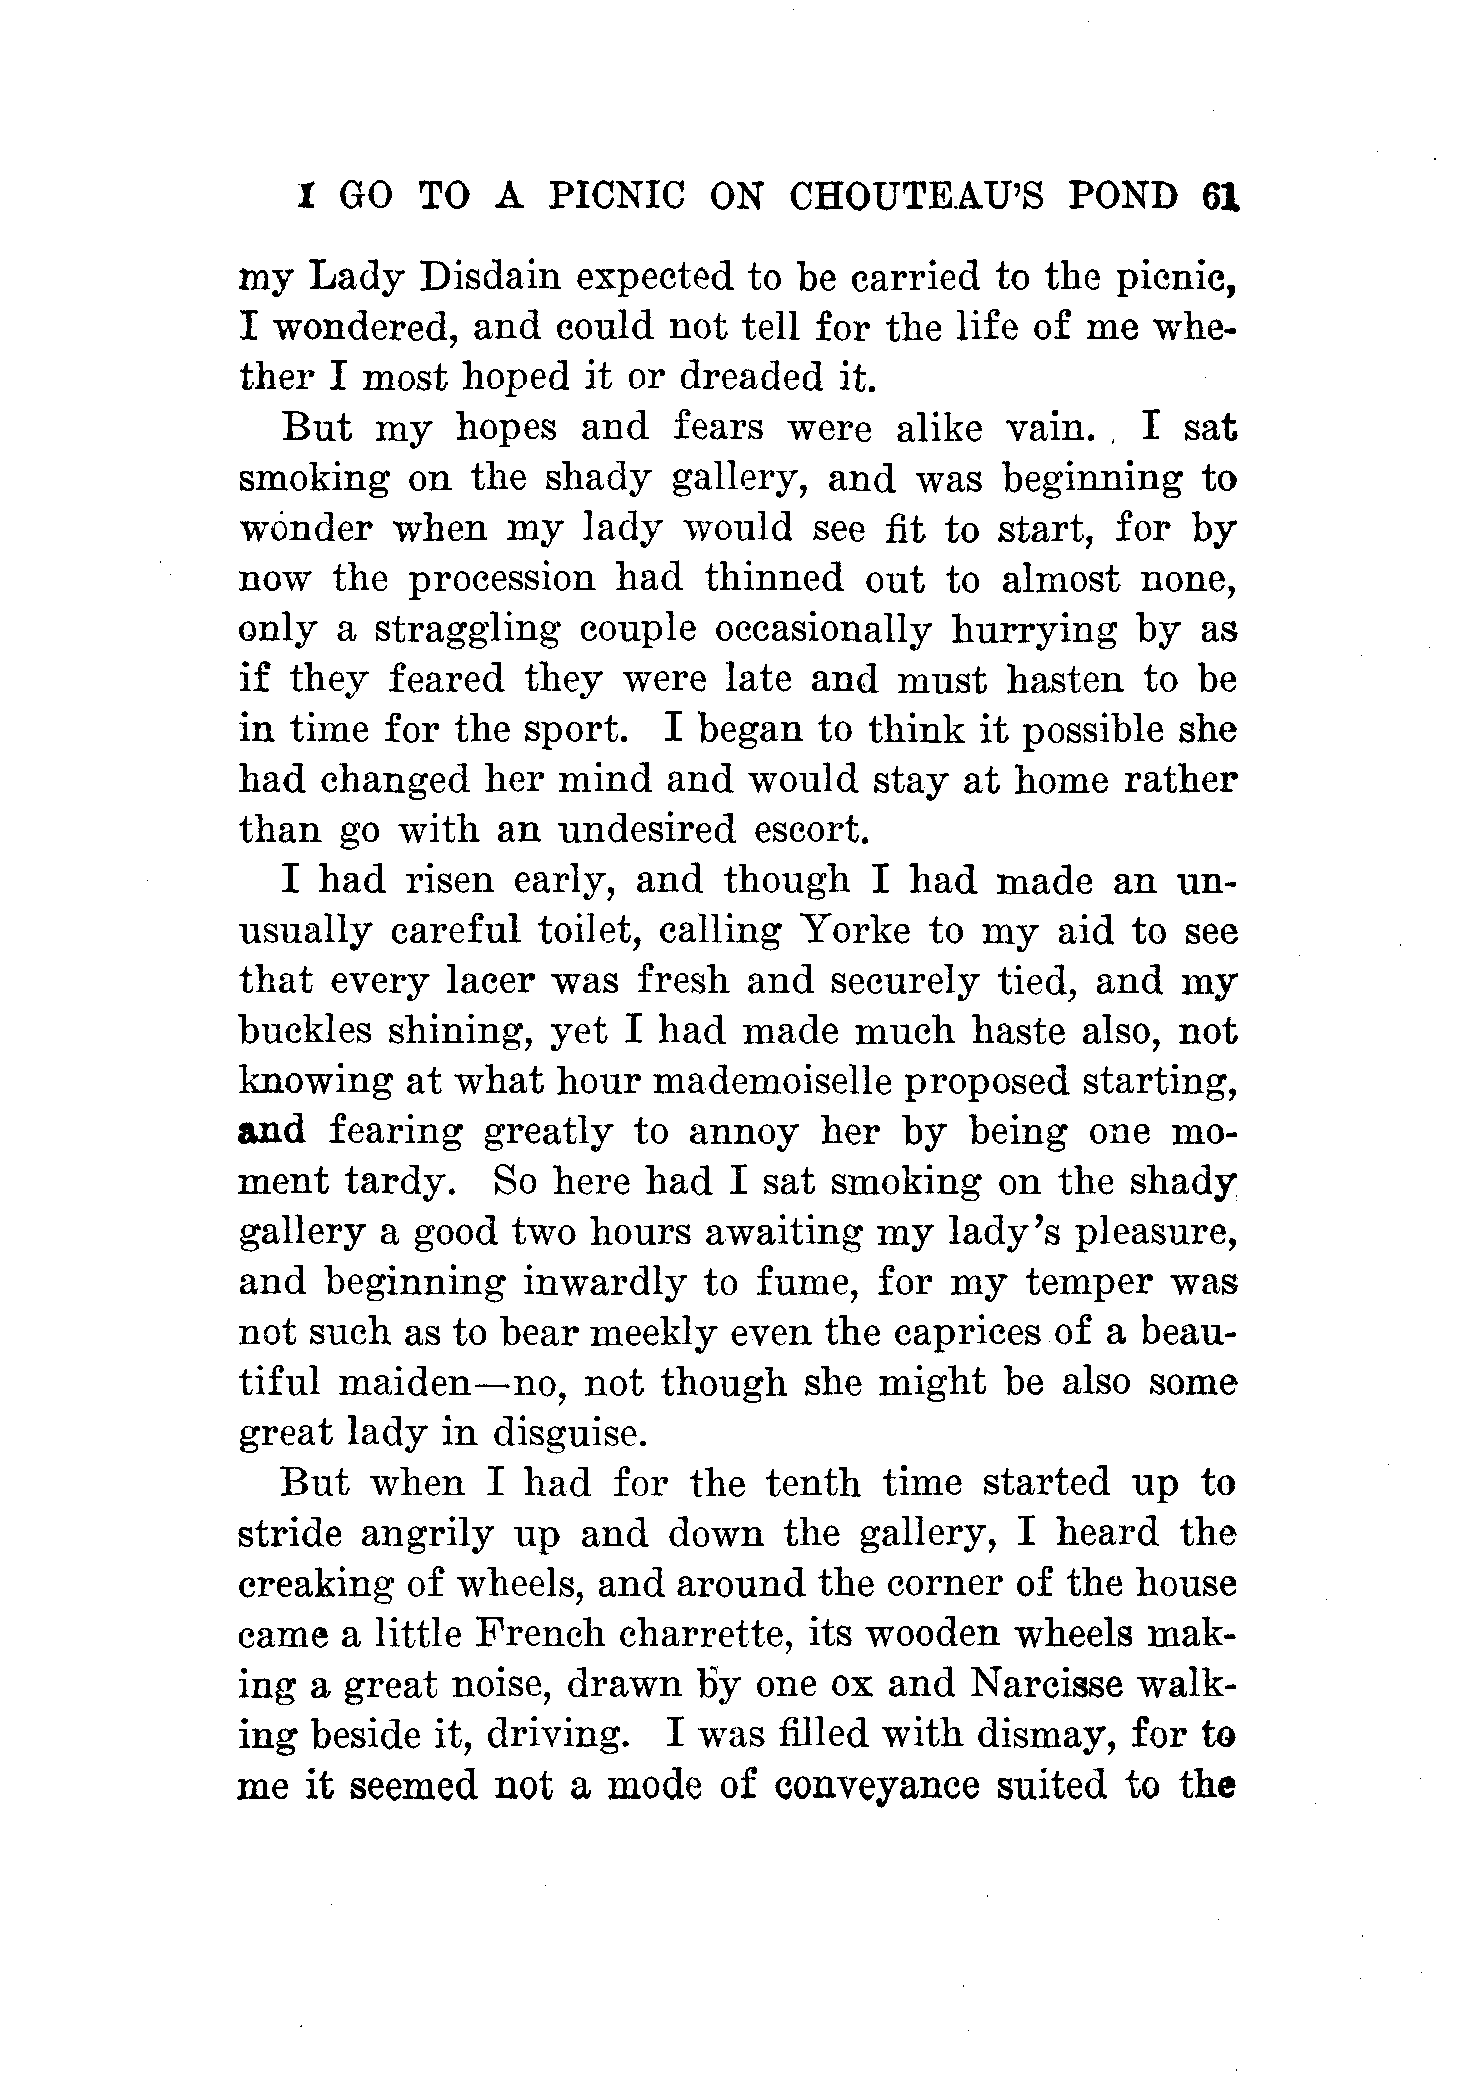 I GO TO A PICNIC ON CHOUTEAU'S POND 61
my Lady Disdain expected to be carried to the picnic,
I wondered, and could not tell for the life of me whe-
ther I most hoped it or dreaded it.
But my hopes and fears were alike vain. I sat
smoking on the shady gallery, and was beginning to
wonder when my lady would see fit to start, for by
now the procession had thinned out to almost none,
only a straggling couple occasionally hurrying by as
if they feared they were late and must hasten to be
in time for the sport. I began to think it possible she
had changed her mind and would stay at home rather
than go with an undesired escort.
I had risen early, and though I had made an un-
usually careful toilet, calling Yorke to my aid to see
that every lacer was fresh and securely tied, and my
buckles shining, yet I had made much haste also, not
knowing at what hour mademoiselle proposed starting,
and fearing greatly to annoy her by being one mo-
ment tardy. So here had I sat smoking on the shady
gallery a good two hours awaiting my lady's pleasure,
and beginning inwardly to fume, for my temper was
not such as to bear meekly even the caprices of a beau-
tiful maiden—no, not though she might be also some
great lady in disguise.
But when I had for the tenth time started up to
stride angrily up and down the gallery, I heard the
creaking of wheels, and around the corner of the house
came a little French charrette, its wooden wheels mak-
ing a great noise, drawn by one ox and Narcisse walk-
ing beside it, driving. I was filled with dismay, for to
me it seemed not a mode of conveyance suited to the